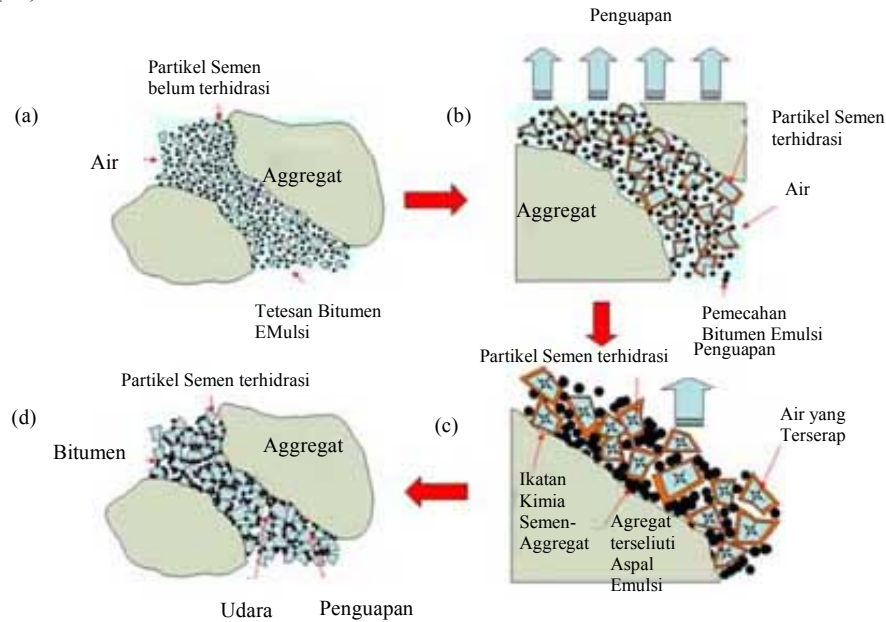 Penguapan
Partikel Semen
belum terhidrasi
(a)
Air
Aggregat
Tetesan Bitumen
EMulsi
(b)
Partikel Semen
terhidrasi
Aggregat
Air
Pemecahan
Bitumen Emulsi
Penguapan
Partikel Semen terhidrasi
(c)
Air yang
Terserap
Ikatan
Kimia
Semen-
Aggregat
Agregat
terseliuti
Aspal
Emulsi
Partikel Semen terhidrasi
(d)
Bitumen
Aggregat
Udara
Penguapan